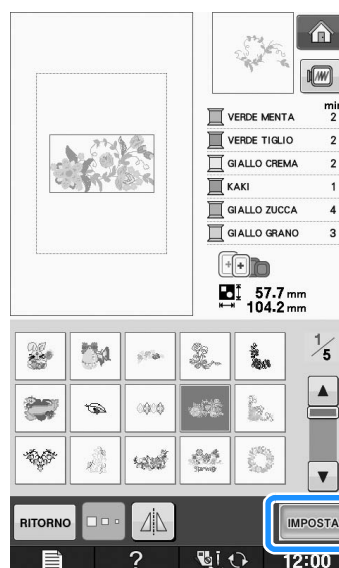 min
VERDE MENTA 2
VERDE TIGLIO 2
GIALLO CREMA 2
KAKI 1
GIALLO ZUCCA 4
GIALLO GRANO 3
57.7 mm
104.2 mm
1/5
RITORNO
IMPOSTA
? 12:00